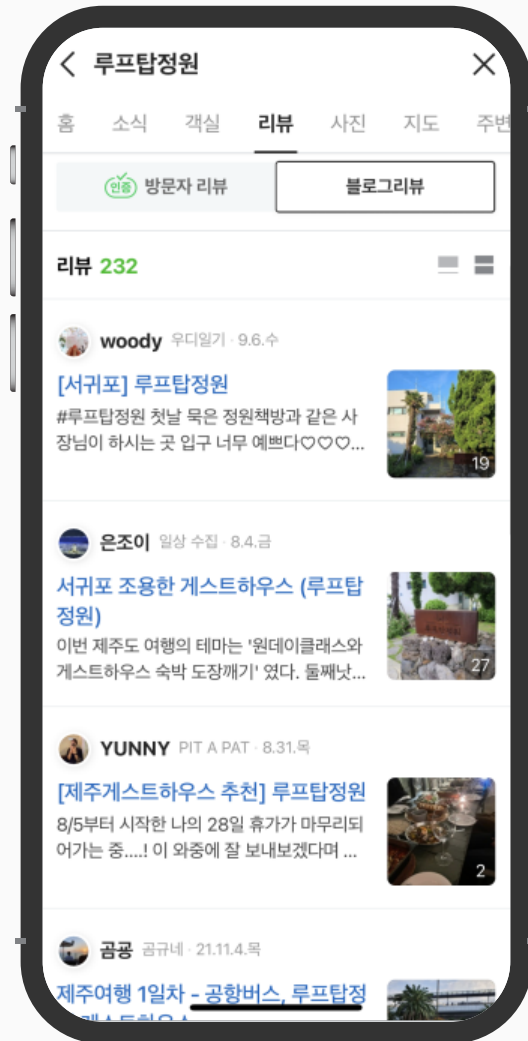 루프탑정원
홈 소식 객실 리뷰 사진 지도 주변
인증 방문자 리뷰 블로그리뷰
리뷰 232
woody 우디일기 · 9.6.수
[서귀포] 루프탑정원
#루프탑정원 첫날 묵은 정원책방과 같은 사
장님이 하시는 곳 입구 너무 예쁘다♡♡♡...
19
은조이 일상 수집 · 8.4.금
서귀포 조용한 게스트하우스 (루프탑
정원)
이번 제주도 여행의 테마는 '원데이클래스와
게스트하우스 숙박 도장깨기' 였다. 둘째낫...
27
YUNNY PIT A PAT · 8.31.목
[제주게스트하우스 추천] 루프탑정원
8/5부터 시작한 나의 28일 휴가가 마무리되
어가는 중....! 이 와중에 잘 보내보겠다며 ...
2
곰굥 곰규네 · 21.11.4.목
제주여행 1일차 - 공항버스, 루프탑정